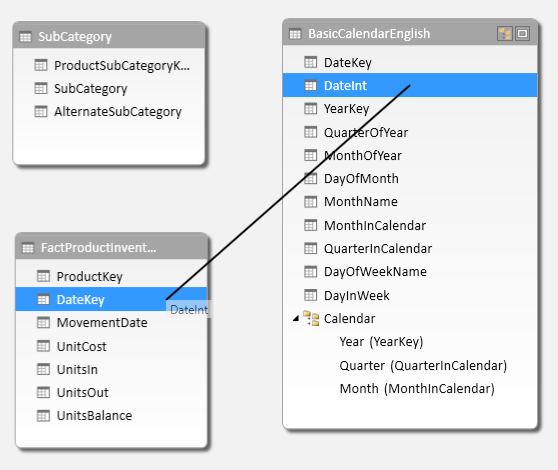 SubCategory
ProductSubCategoryK...
SubCategory
AlternateSubCategory
BasicCalendarEnglish
DateKey
DateInt
YearKey
QuarterOfYear
MonthOfYear
DayOfMonth
MonthName
MonthInCalendar
QuarterInCalendar
DayOfWeekName
DayInWeek
Calendar
Year (YearKey)
Quarter (QuarterInCalendar)
Month (MonthInCalendar)
FactProductInvent...
ProductKey
DateKey
DateInt
MovementDate
UnitCost
UnitsIn
UnitsOut
UnitsBalance